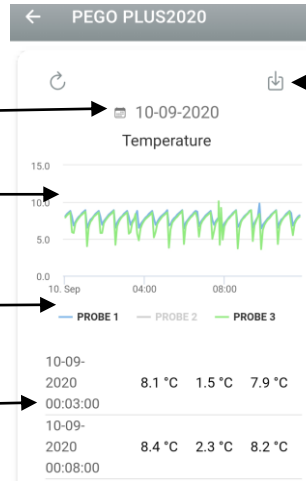 PEGO PLUS2020
10-09-2020
Temperature
15.0
10.0
5.0
0.0
10. Sep 04:00 08:00
PROBE 1 PROBE 2 PROBE 3
10-09-
2020 8.1 °C 1.5 °C 7.9 °C
00:03:00
10-09-
2020 8.4 °C 2.3 °C 8.2 °C
00:08:00